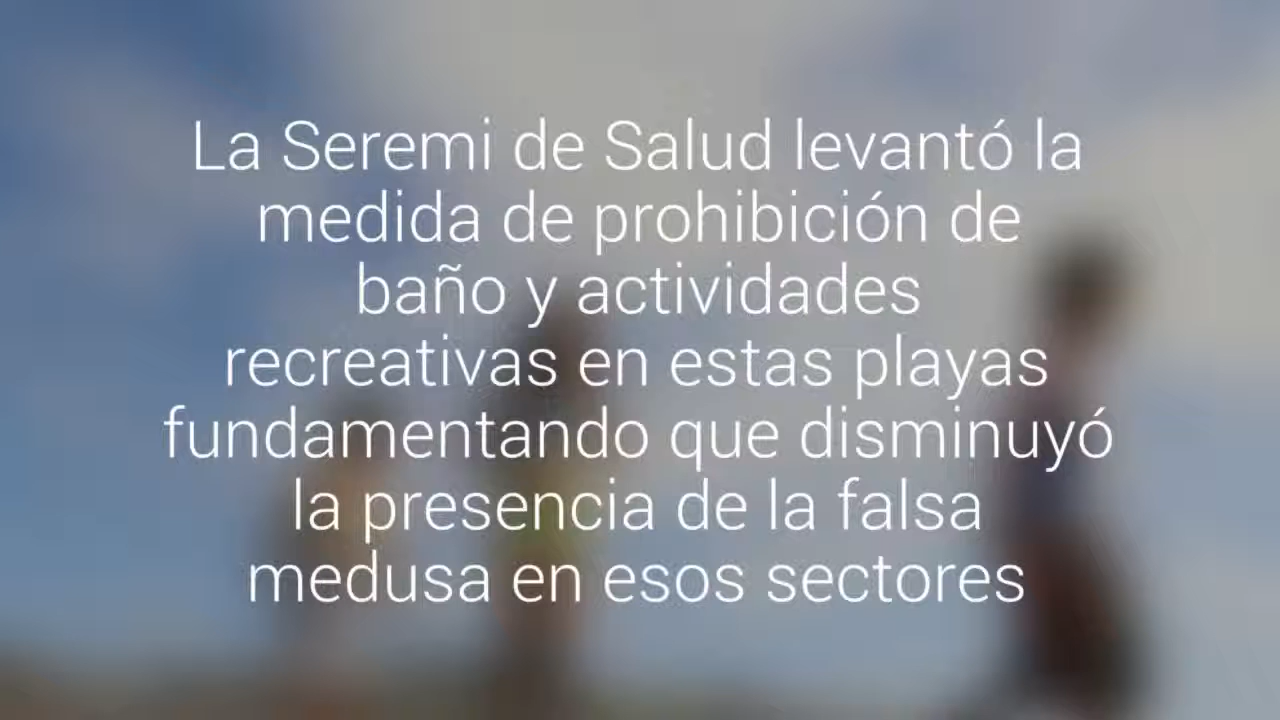 La Seremi de Salud levantó la
medida de prohibición de
baño y actividades
recreativas en estas playas
fundamentando que disminuyó
la presencia de la falsa
medusa en esos sectores